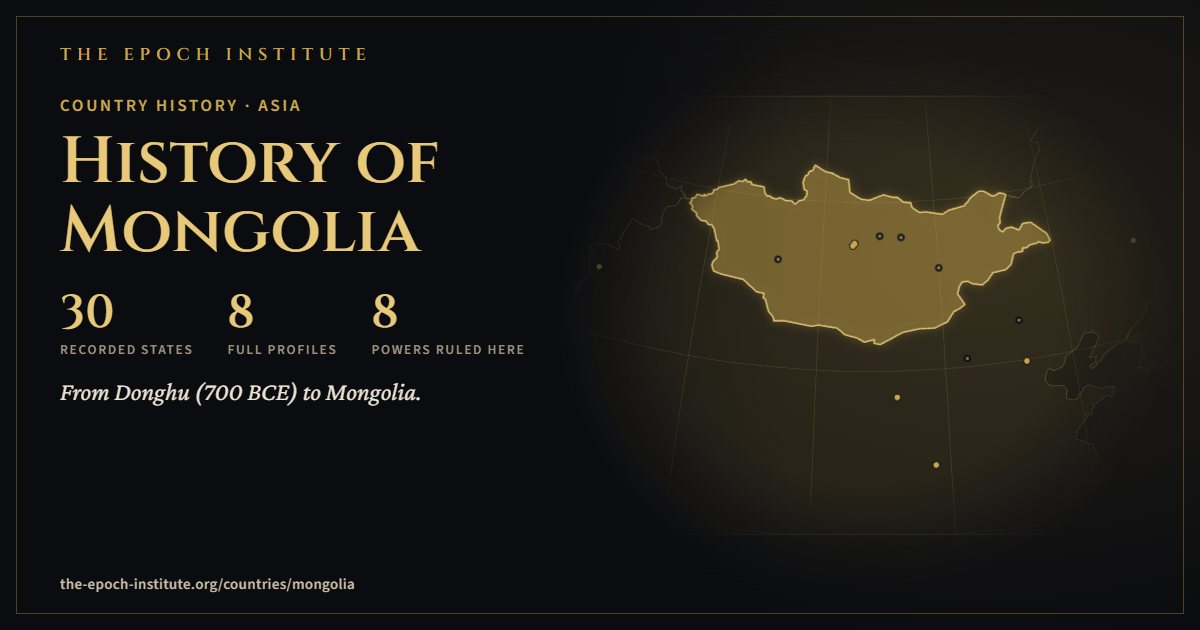 THE EPOCH INSTITUTE
COUNTRY HISTORY · ASIA
HISTORY OF
MONGOLIA
30 8 8
RECORDED STATES FULL PROFILES POWERS RULED HERE
From Donghu (700 BCE) to Mongolia.
the-epoch-institute.org/countries/mongolia